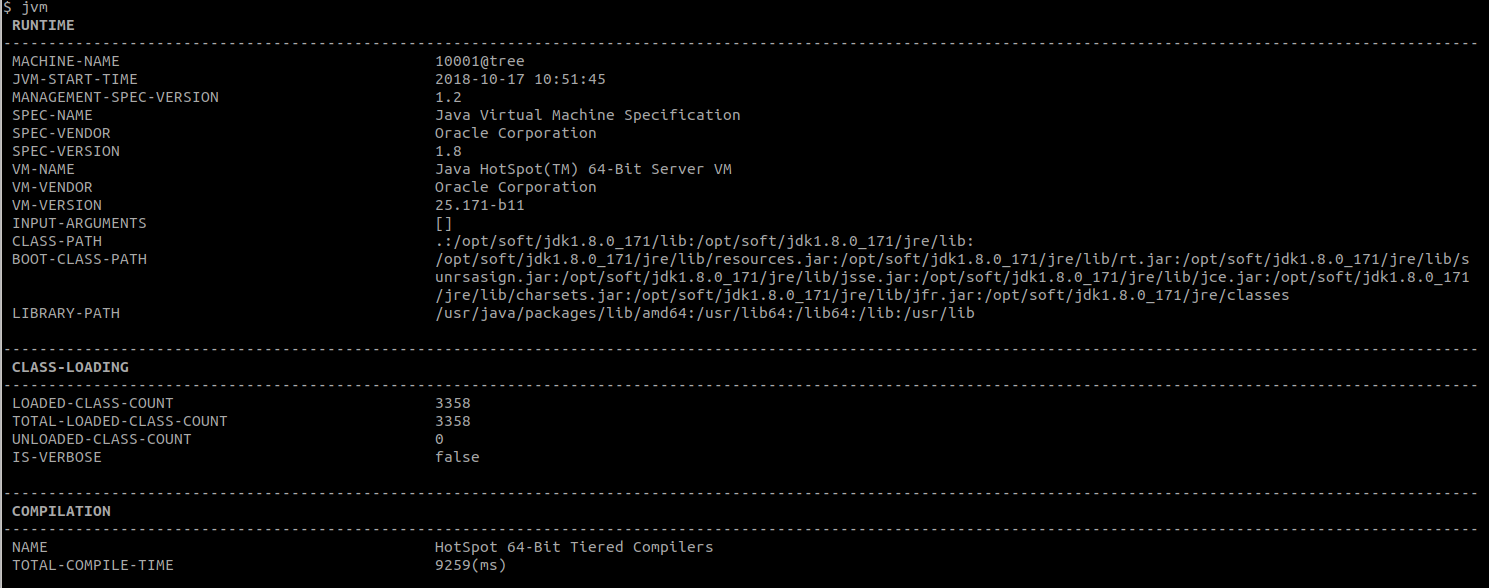 $ jvm
RUNTIME
MACHINE-NAME 10001@tree
JVM-START-TIME 2018-10-17 10:51:45
MANAGEMENT-SPEC-VERSION 1.2
SPEC-NAME Java Virtual Machine Specification
SPEC-VENDOR Oracle Corporation
SPEC-VERSION 1.8
VM-NAME Java HotSpot(TM) 64-Bit Server VM
VM-VENDOR Oracle Corporation
VM-VERSION 25.171-b11
INPUT-ARGUMENTS []
CLASS-PATH .:/opt/soft/jdk1.8.0_171/lib:/opt/soft/jdk1.8.0_171/jre/lib:
BOOT-CLASS-PATH /opt/soft/jdk1.8.0_171/jre/lib/resources.jar:/opt/soft/jdk1.8.0_171/jre/lib/rt.jar:/opt/soft/jdk1.8.0_171/jre/lib/s
unrsasign.jar:/opt/soft/jdk1.8.0_171/jre/lib/jsse.jar:/opt/soft/jdk1.8.0_171/jre/lib/jce.jar:/opt/soft/jdk1.8.0_171
/jre/lib/charsets.jar:/opt/soft/jdk1.8.0_171/jre/lib/jfr.jar:/opt/soft/jdk1.8.0_171/jre/classes
LIBRARY-PATH /usr/java/packages/lib/amd64:/usr/lib64:/lib64:/lib:/usr/lib
CLASS-LOADING
LOADED-CLASS-COUNT 3358
TOTAL-LOADED-CLASS-COUNT 3358
UNLOADED-CLASS-COUNT 0
IS-VERBOSE false
COMPILATION
NAME HotSpot 64-Bit Tiered Compilers
TOTAL-COMPILE-TIME 9259(ms)